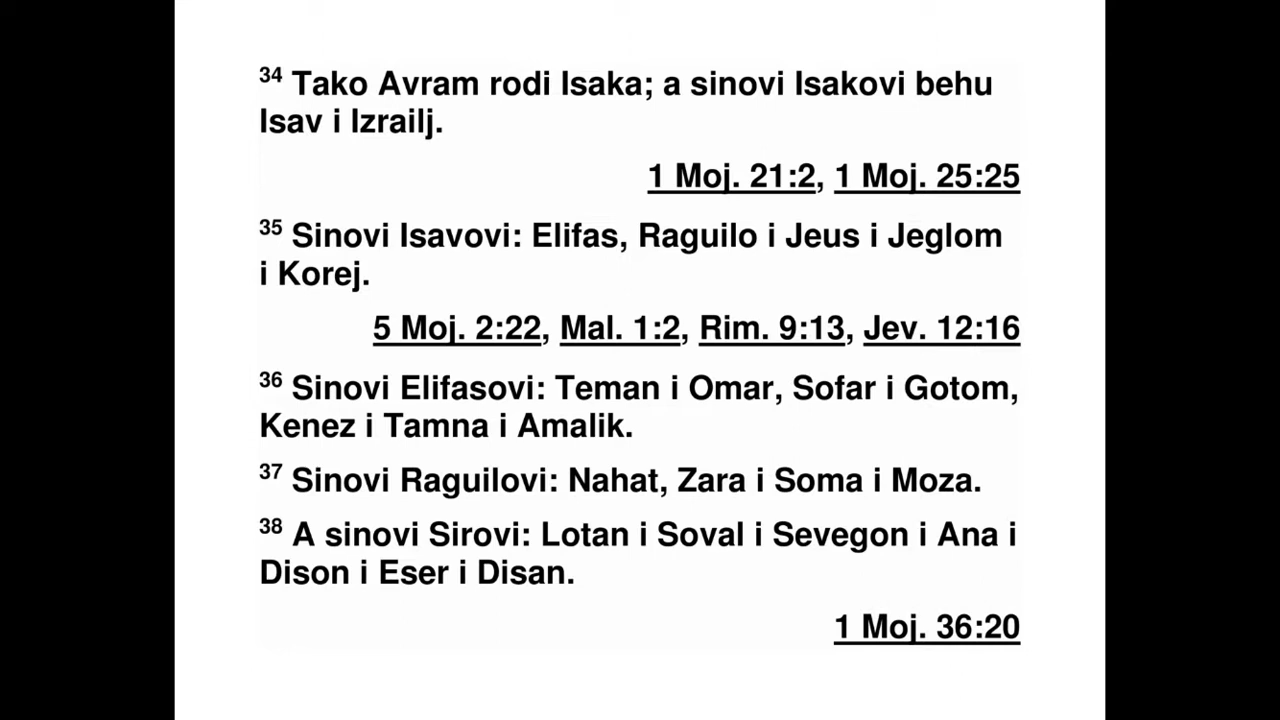 34 Tako Avram rodi Isaka; a sinovi Isakovi behu
Isav i Izrailj.
1 Moj. 21:2, 1 Moj. 25:25
35 Sinovi Isavovi: Elifas, Raguilo i Jeus i Jeglom
i Korej.
5 Moj. 2:22, Mal. 1:2, Rim. 9:13, Jev. 12:16
36 Sinovi Elifasovi: Teman i Omar, Sofar i Gotom,
Kenez i Tamna i Amalik.
37 Sinovi Raguilovi: Nahat, Zara i Soma i Moza.
38 A sinovi Sirovi: Lotan i Soval i Sevegon i Ana i
Dison i Eser i Disan.
1 Moj. 36:20